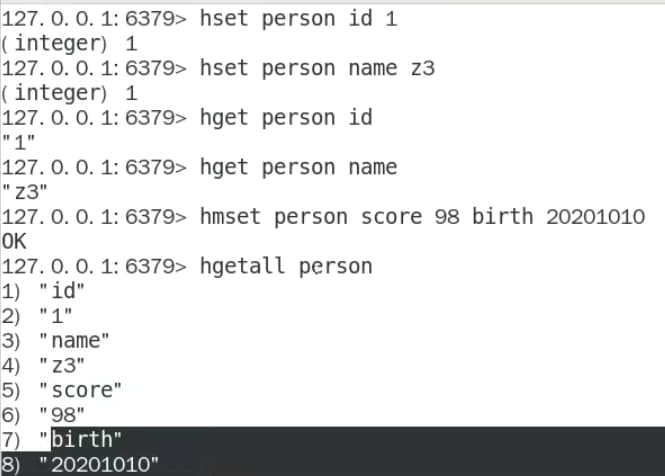 127.0.0.1:6379> hset person id 1
(integer) 1
127.0.0.1:6379> hset person name z3
(integer) 1
127.0.0.1:6379> hget person id
"1"
127.0.0.1:6379> hget person name
"z3"
127.0.0.1:6379> hmset person score 98 birth 20201010
OK
127.0.0.1:6379> hgetall person
1) "id"
2) "1"
3) "name"
4) "z3"
5) "score"
6) "98"
7) "birth"
8) "20201010"